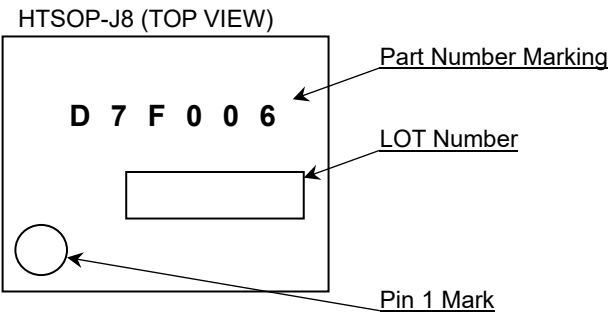 HTSOP-J8 (TOP VIEW)
Part Number Marking
D 7 F 0 0 6
LOT Number
Pin 1 Mark